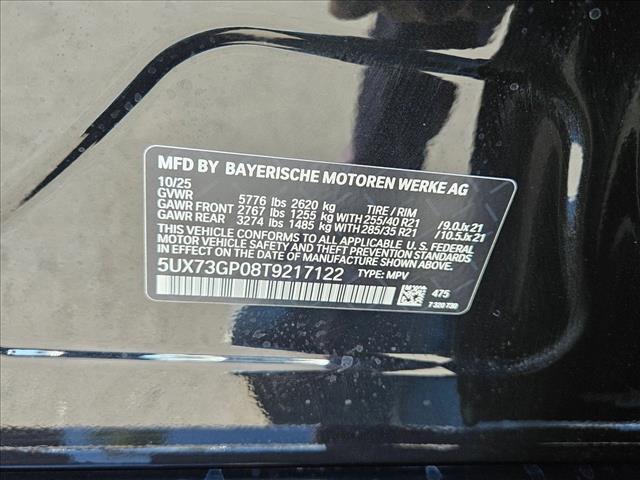 MFD BY BAYERISCHE MOTOREN WERKE AG
10/25
GVWR 5776 lbs 2620 kg TIRE / RIM
GAWR FRONT 2767 lbs 1255 kg WITH 255/40 R21 / 9.0Jx21
GAWR REAR 3274 lbs 1485 kg WITH 285/35 R21 / 10.5Jx21
THIS VEHICLE CONFORMS TO ALL APPLICABLE U. S. FEDERAL
MOTOR VEHICLE SAFETY AND THEFT PREVENTION STANDARDS
IN EFFECT ON THE DATE OF MANUFACTURE SHOWN ABOVE.
5UX73GP08T9217122 TYPE: MPV
475
7 320 730